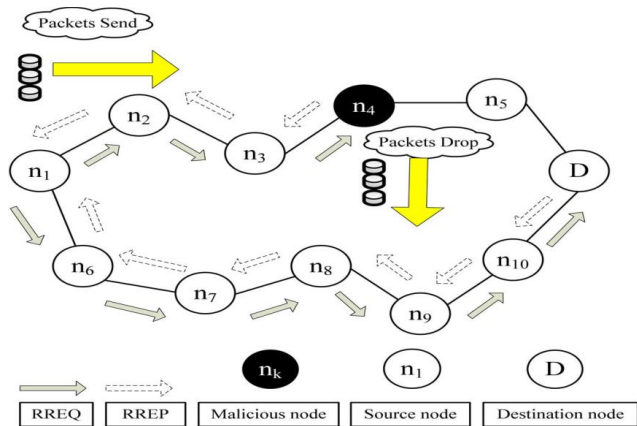 Packets Send
n2
n4
n5
n3
Packets Drop
n1
D
n6
n7
n8
n9
n10
nk
n1
D
RREQ
RREP
Malicious node
Source node
Destination node